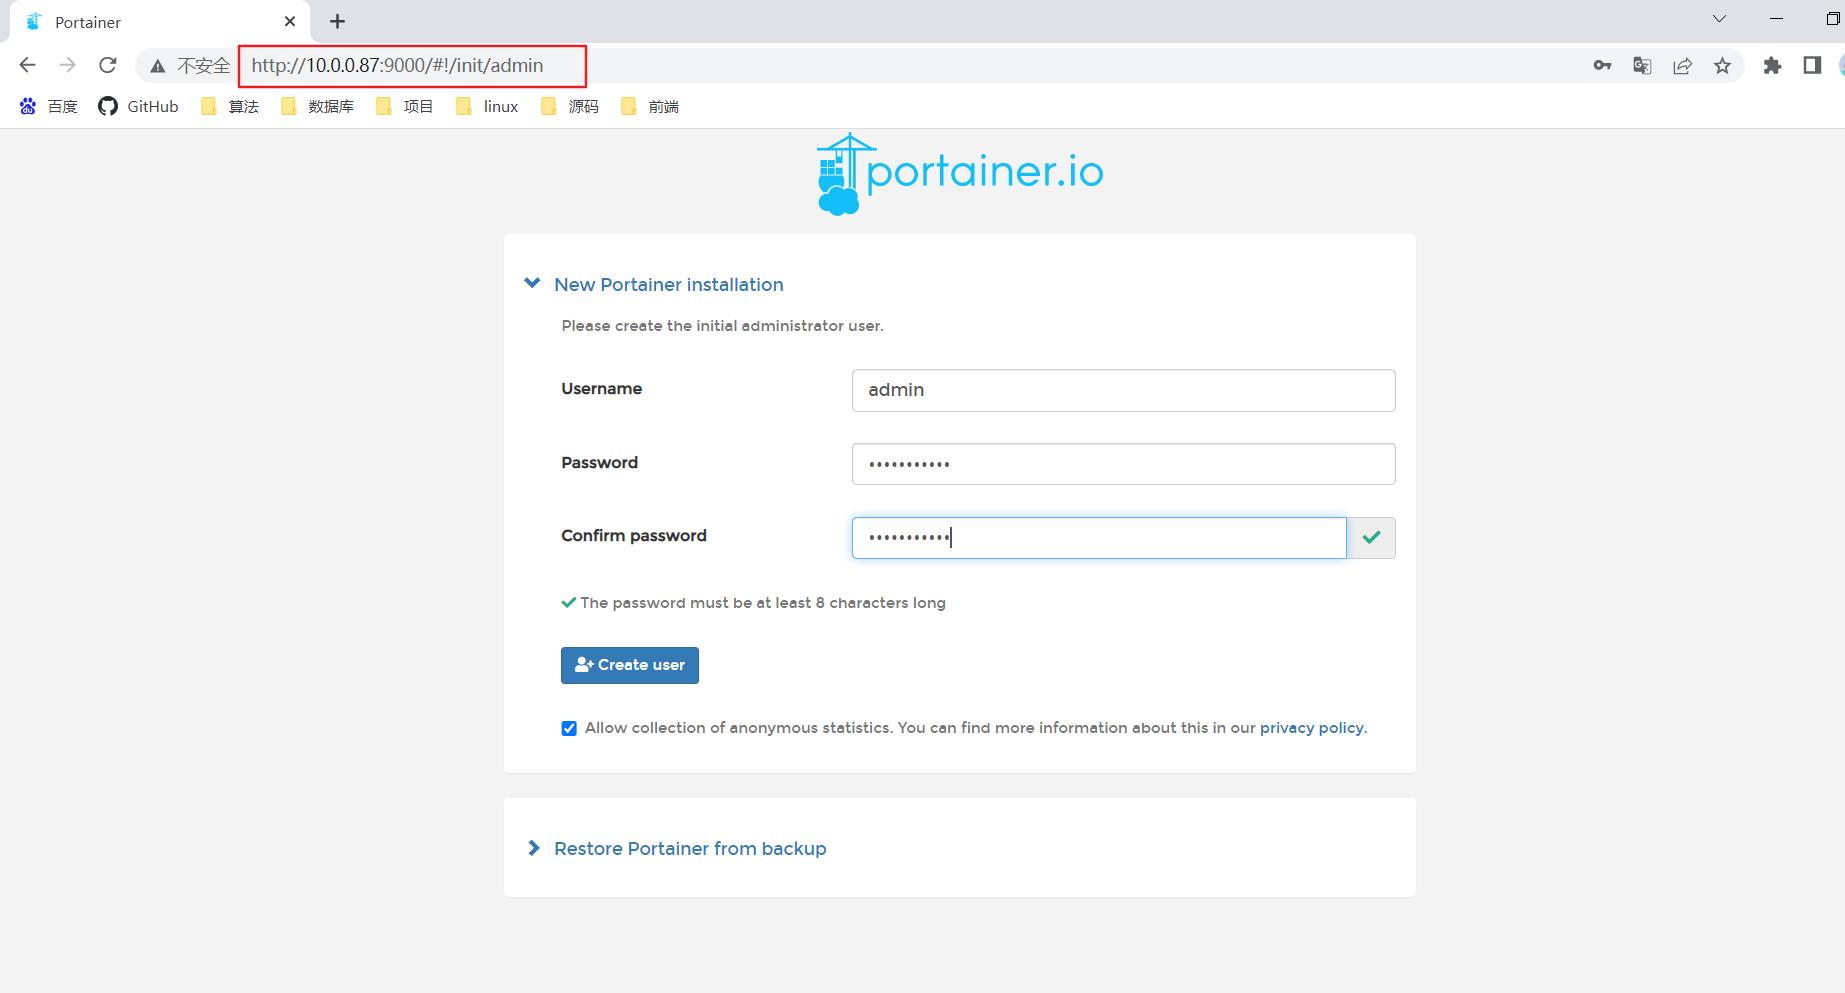 Portainer
不安全 http://10.0.0.87:9000/#!/init/admin
百度 GitHub 算法 数据库 项目 linux 源码 前端
portainer.io
New Portainer installation
Please create the initial administrator user.
Username admin
Password •••••••••••
Confirm password •••••••••••
The password must be at least 8 characters long
Create user
Allow collection of anonymous statistics. You can find more information about this in our privacy policy.
Restore Portainer from backup